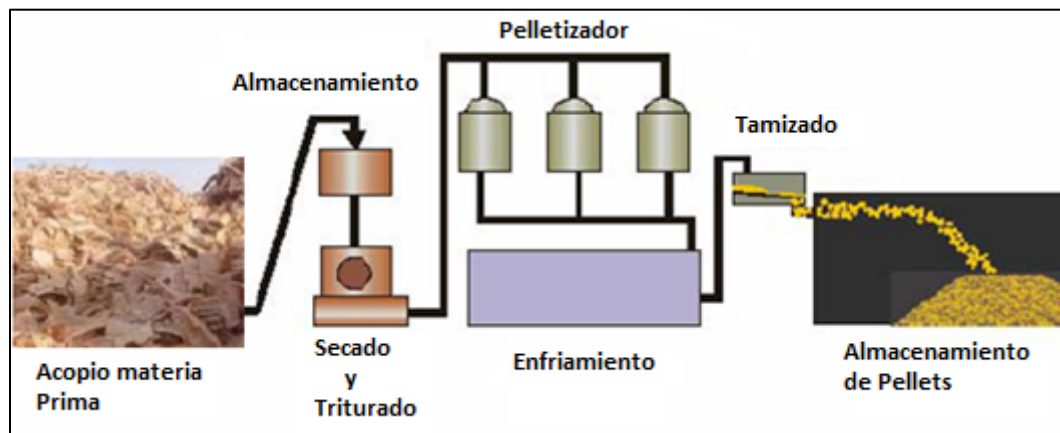 Pelletizador
Almacenamiento
Tamizado
Acopio materia
Prima
Secado
y
Triturado
Enfriamiento
Almacenamiento
de Pellets